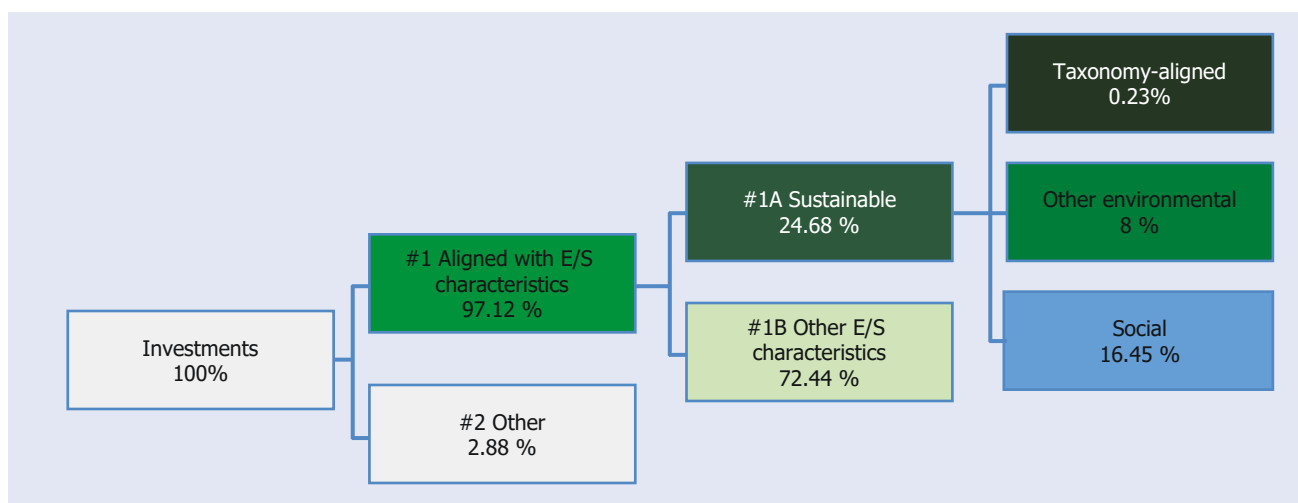 Investments
100%
#1 Aligned with E/S
characteristics
97.12 %
#2 Other
2.88 %
#1A Sustainable
24.68 %
#1B Other E/S
characteristics
72.44 %
Taxonomy-aligned
0.23%
Other environmental
8 %
Social
16.45 %